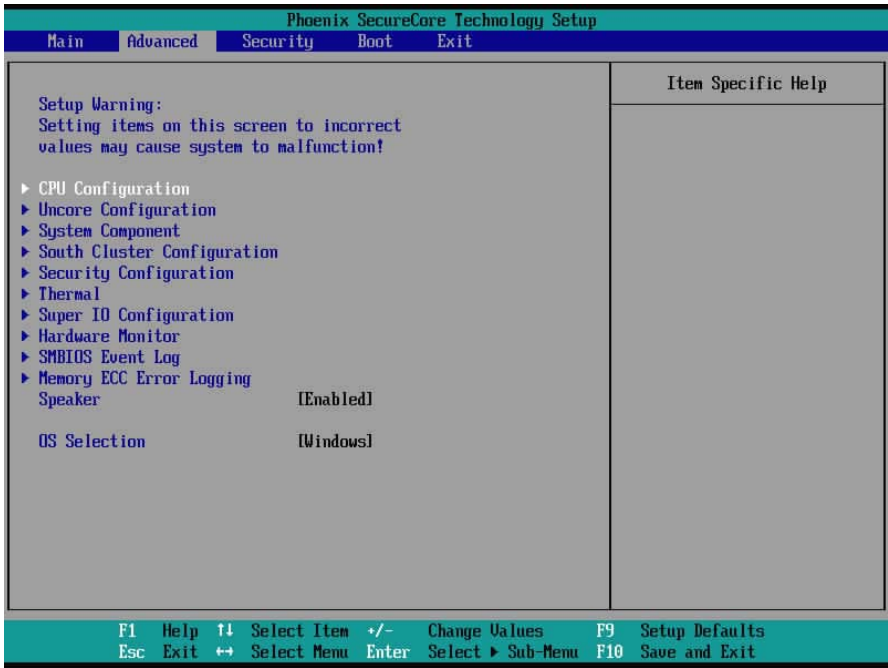 Phoenix SecureCore Technology Setup
Main Advanced Security Boot Exit
Item Specific Help
Setup Warning:
Setting items on this screen to incorrect
values may cause system to malfunction!
▶ CPU Configuration
▶ Uncore Configuration
▶ System Component
▶ South Cluster Configuration
▶ Security Configuration
▶ Thermal
▶ Super IO Configuration
▶ Hardware Monitor
▶ SMBIOS Event Log
▶ Memory ECC Error Logging
Speaker [Enabled]
OS Selection [Windows]
F1 Help ↑↓ Select Item +/- Change Values F9 Setup Defaults
Esc Exit ↔ Select Menu Enter Select ▶ Sub-Menu F10 Save and Exit